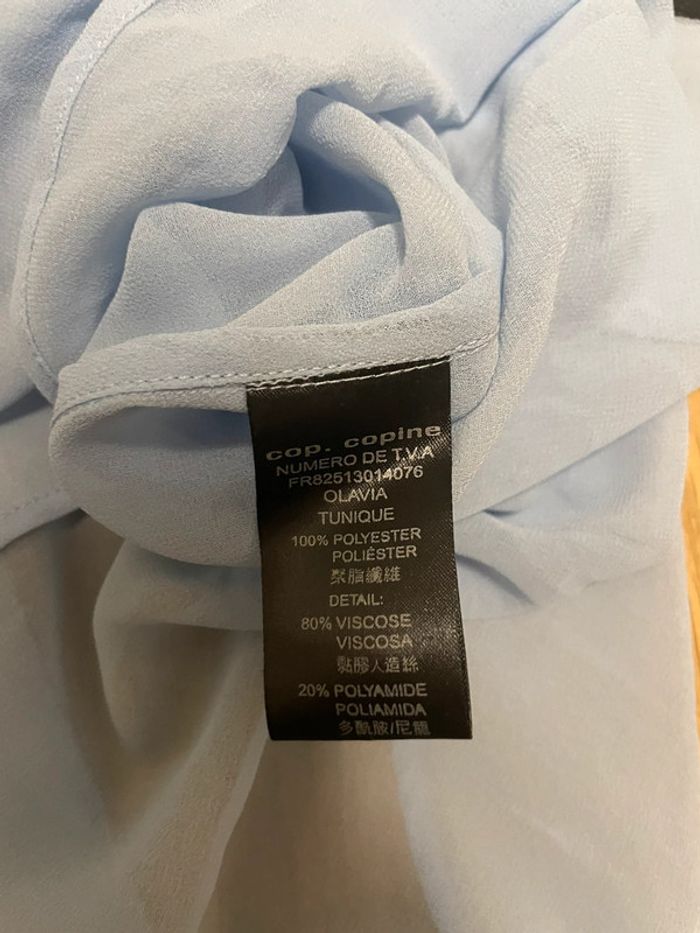 cop. copine
NUMERO DE T.V.A
FR82513014076
OLAVIA
TUNIQUE
100% POLYESTER
POLIÉSTER
聚脂纖維
DETAIL:
80% VISCOSE
VISCOSA
黏膠人造絲
20% POLYAMIDE
POLIAMIDA
多酰胺/尼龍